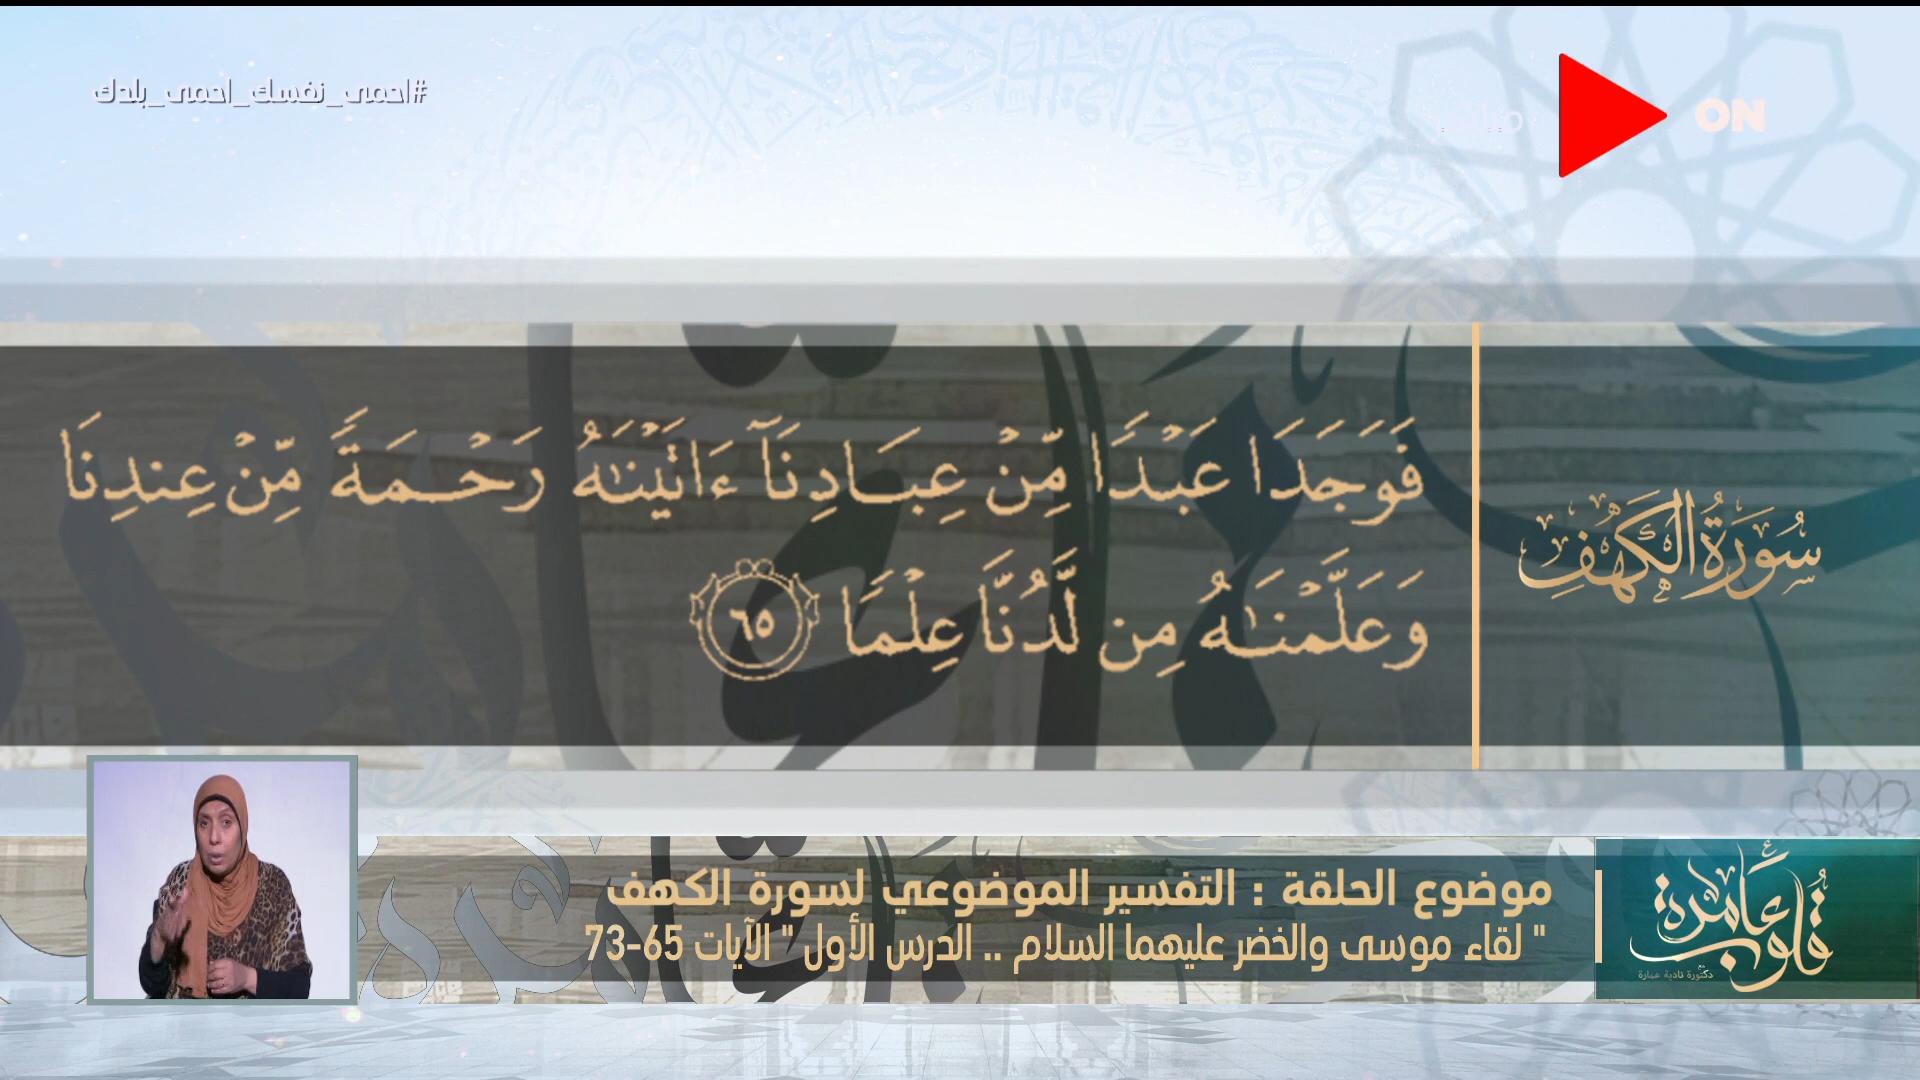 #احمى_نفسك_احمى_بلدك
ON
فَوَجَدَا عَبْدًا مِّنْ عِبَادِنَآ ءَاتَيْنَٰهُ رَحْمَةً مِّنْ عِندِنَا
وَعَلَّمْنَٰهُ مِن لَّدُنَّا عِلْمًا ٦٥
سُورَةُ الكَهْفِ
موضوع الحلقة : التفسير الموضوعي لسورة الكهف
" لقاء موسى والخضر عليهما السلام .. الدرس الأول " الآيات 65-73
قلوب عامرة
دكتورة نادية عمارة